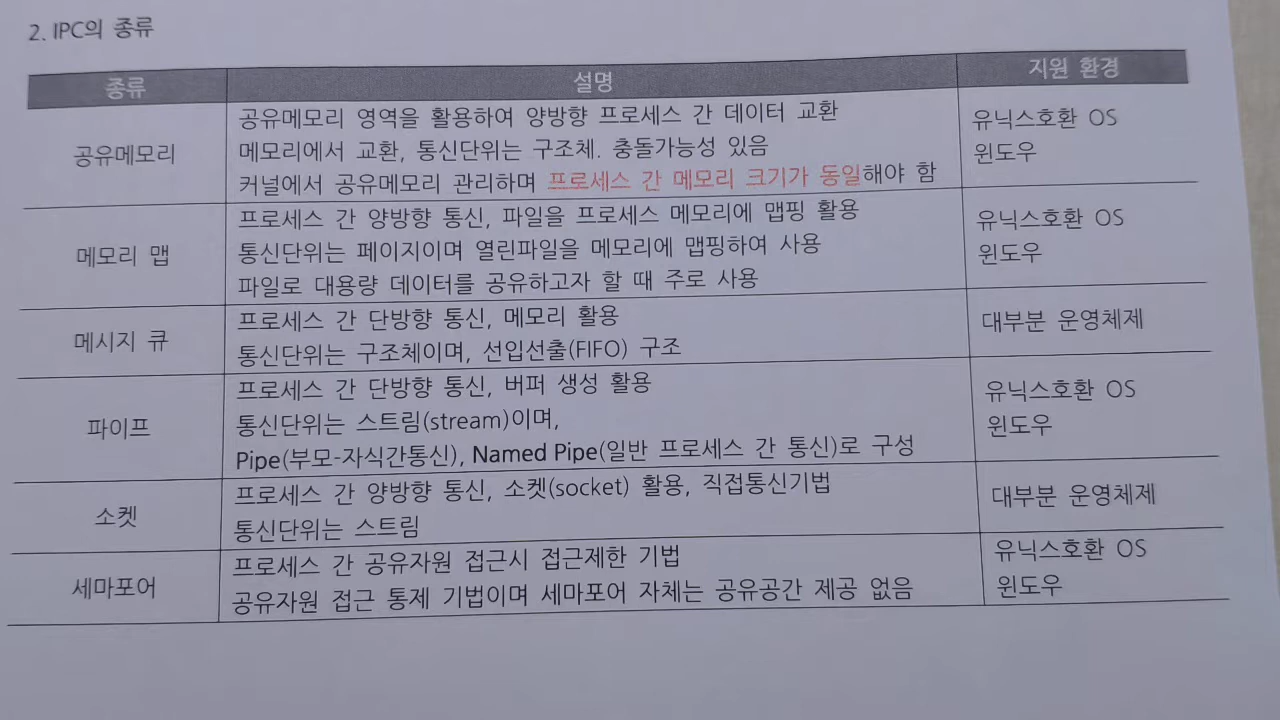 2. IPC의 종류
종류 설명 지원 환경
공유메모리
공유메모리 영역을 활용하여 양방향 프로세스 간 데이터 교환
메모리에서 교환, 통신단위는 구조체. 충돌가능성 있음
커널에서 공유메모리 관리하며 프로세스 간 메모리 크기가 동일해야 함
유닉스호환 OS
윈도우
메모리 맵
프로세스 간 양방향 통신, 파일을 프로세스 메모리에 맵핑 활용
통신단위는 페이지이며 열린파일을 메모리에 맵핑하여 사용
파일로 대용량 데이터를 공유하고자 할 때 주로 사용
유닉스호환 OS
윈도우
메시지 큐
프로세스 간 단방향 통신, 메모리 활용
통신단위는 구조체이며, 선입선출(FIFO) 구조
대부분 운영체제
파이프
프로세스 간 단방향 통신, 버퍼 생성 활용
통신단위는 스트림(stream)이며,
Pipe(부모-자식간통신), Named Pipe(일반 프로세스 간 통신)로 구성
유닉스호환 OS
윈도우
소켓
프로세스 간 양방향 통신, 소켓(socket) 활용, 직접통신기법
통신단위는 스트림
대부분 운영체제
세마포어
프로세스 간 공유자원 접근시 접근제한 기법
공유자원 접근 통제 기법이며 세마포어 자체는 공유공간 제공 없음
유닉스호환 OS
윈도우